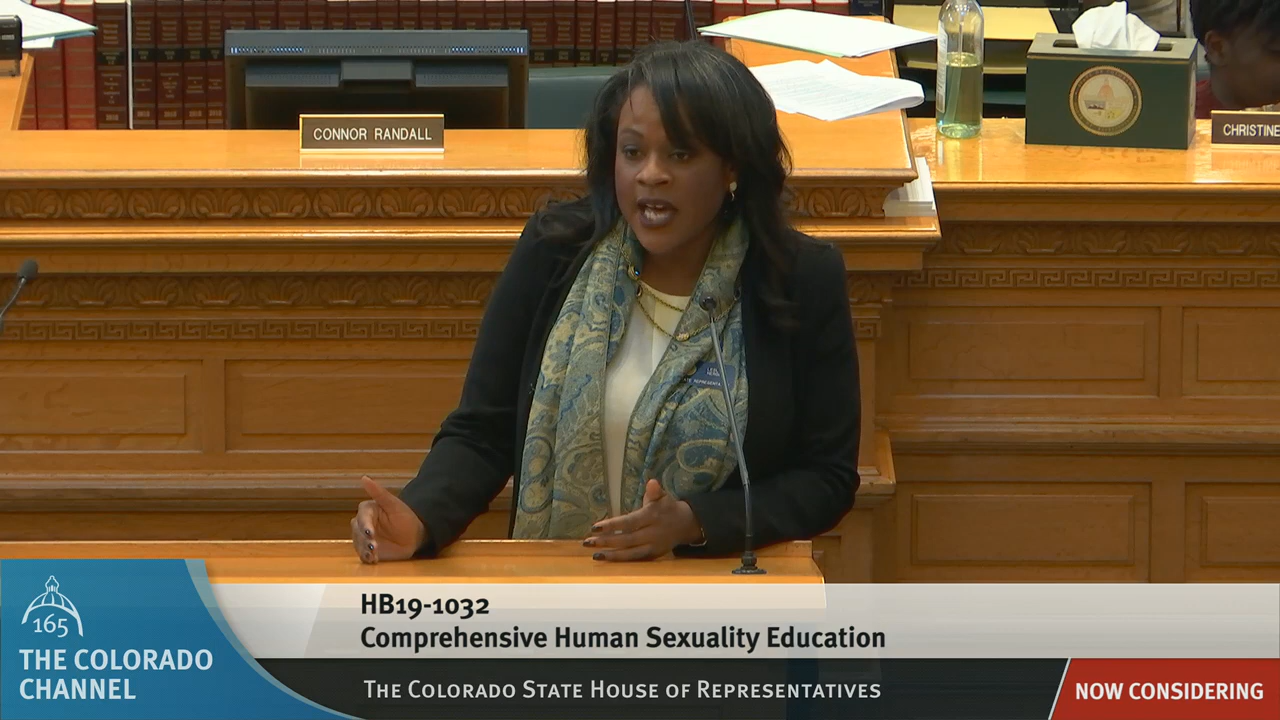 CONNOR RANDALL
CHRISTINE
HB19-1032
Comprehensive Human Sexuality Education
165
THE COLORADO
CHANNEL
THE COLORADO STATE HOUSE OF REPRESENTATIVES
NOW CONSIDERING